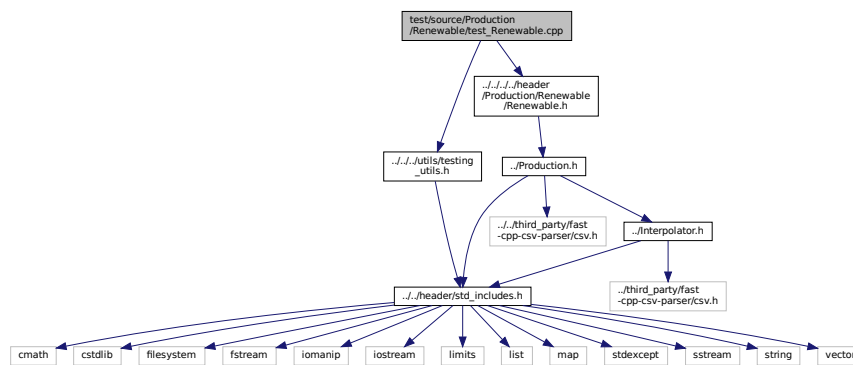 test/source/Production
/Renewable/test_Renewable.cpp
../../../../header
/Production/Renewable
/Renewable.h
../../../utils/testing
_utils.h
../Production.h
../../third_party/fast
-cpp-csv-parser/csv.h
../Interpolator.h
../third_party/fast
-cpp-csv-parser/csv.h
../../header/std_includes.h
cmath
cstdlib
filesystem
fstream
iomanip
iostream
limits
list
map
stdexcept
sstream
string
vector